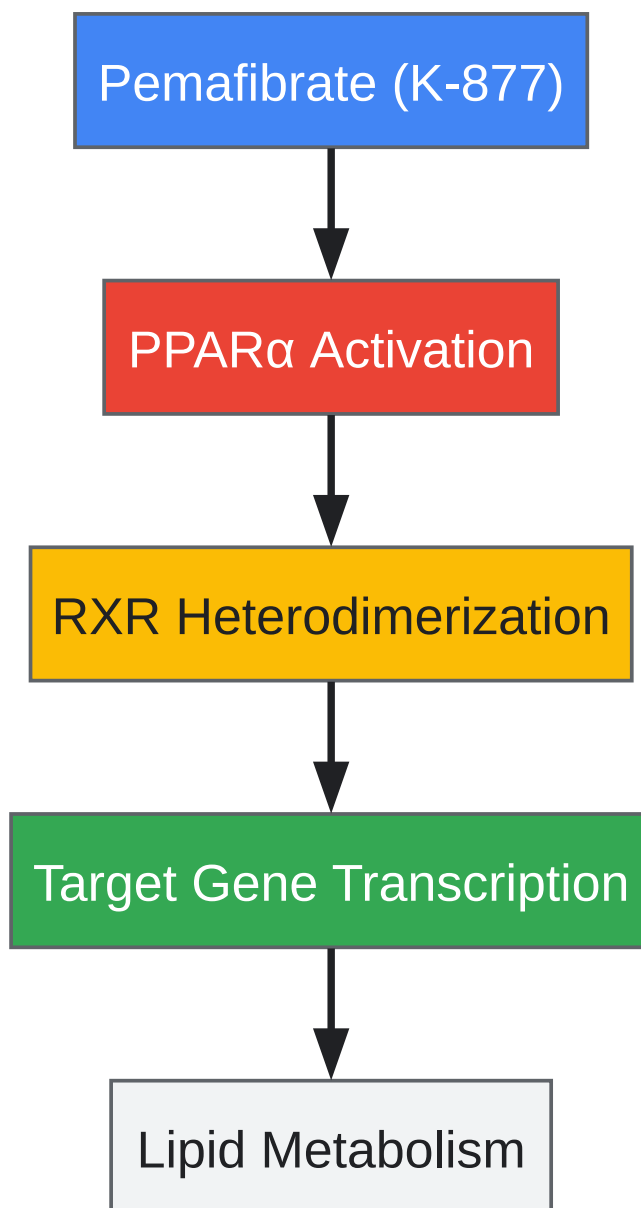 Pemafibrate (K-877)
PPARα Activation
RXR Heterodimerization
Target Gene Transcription
Lipid Metabolism